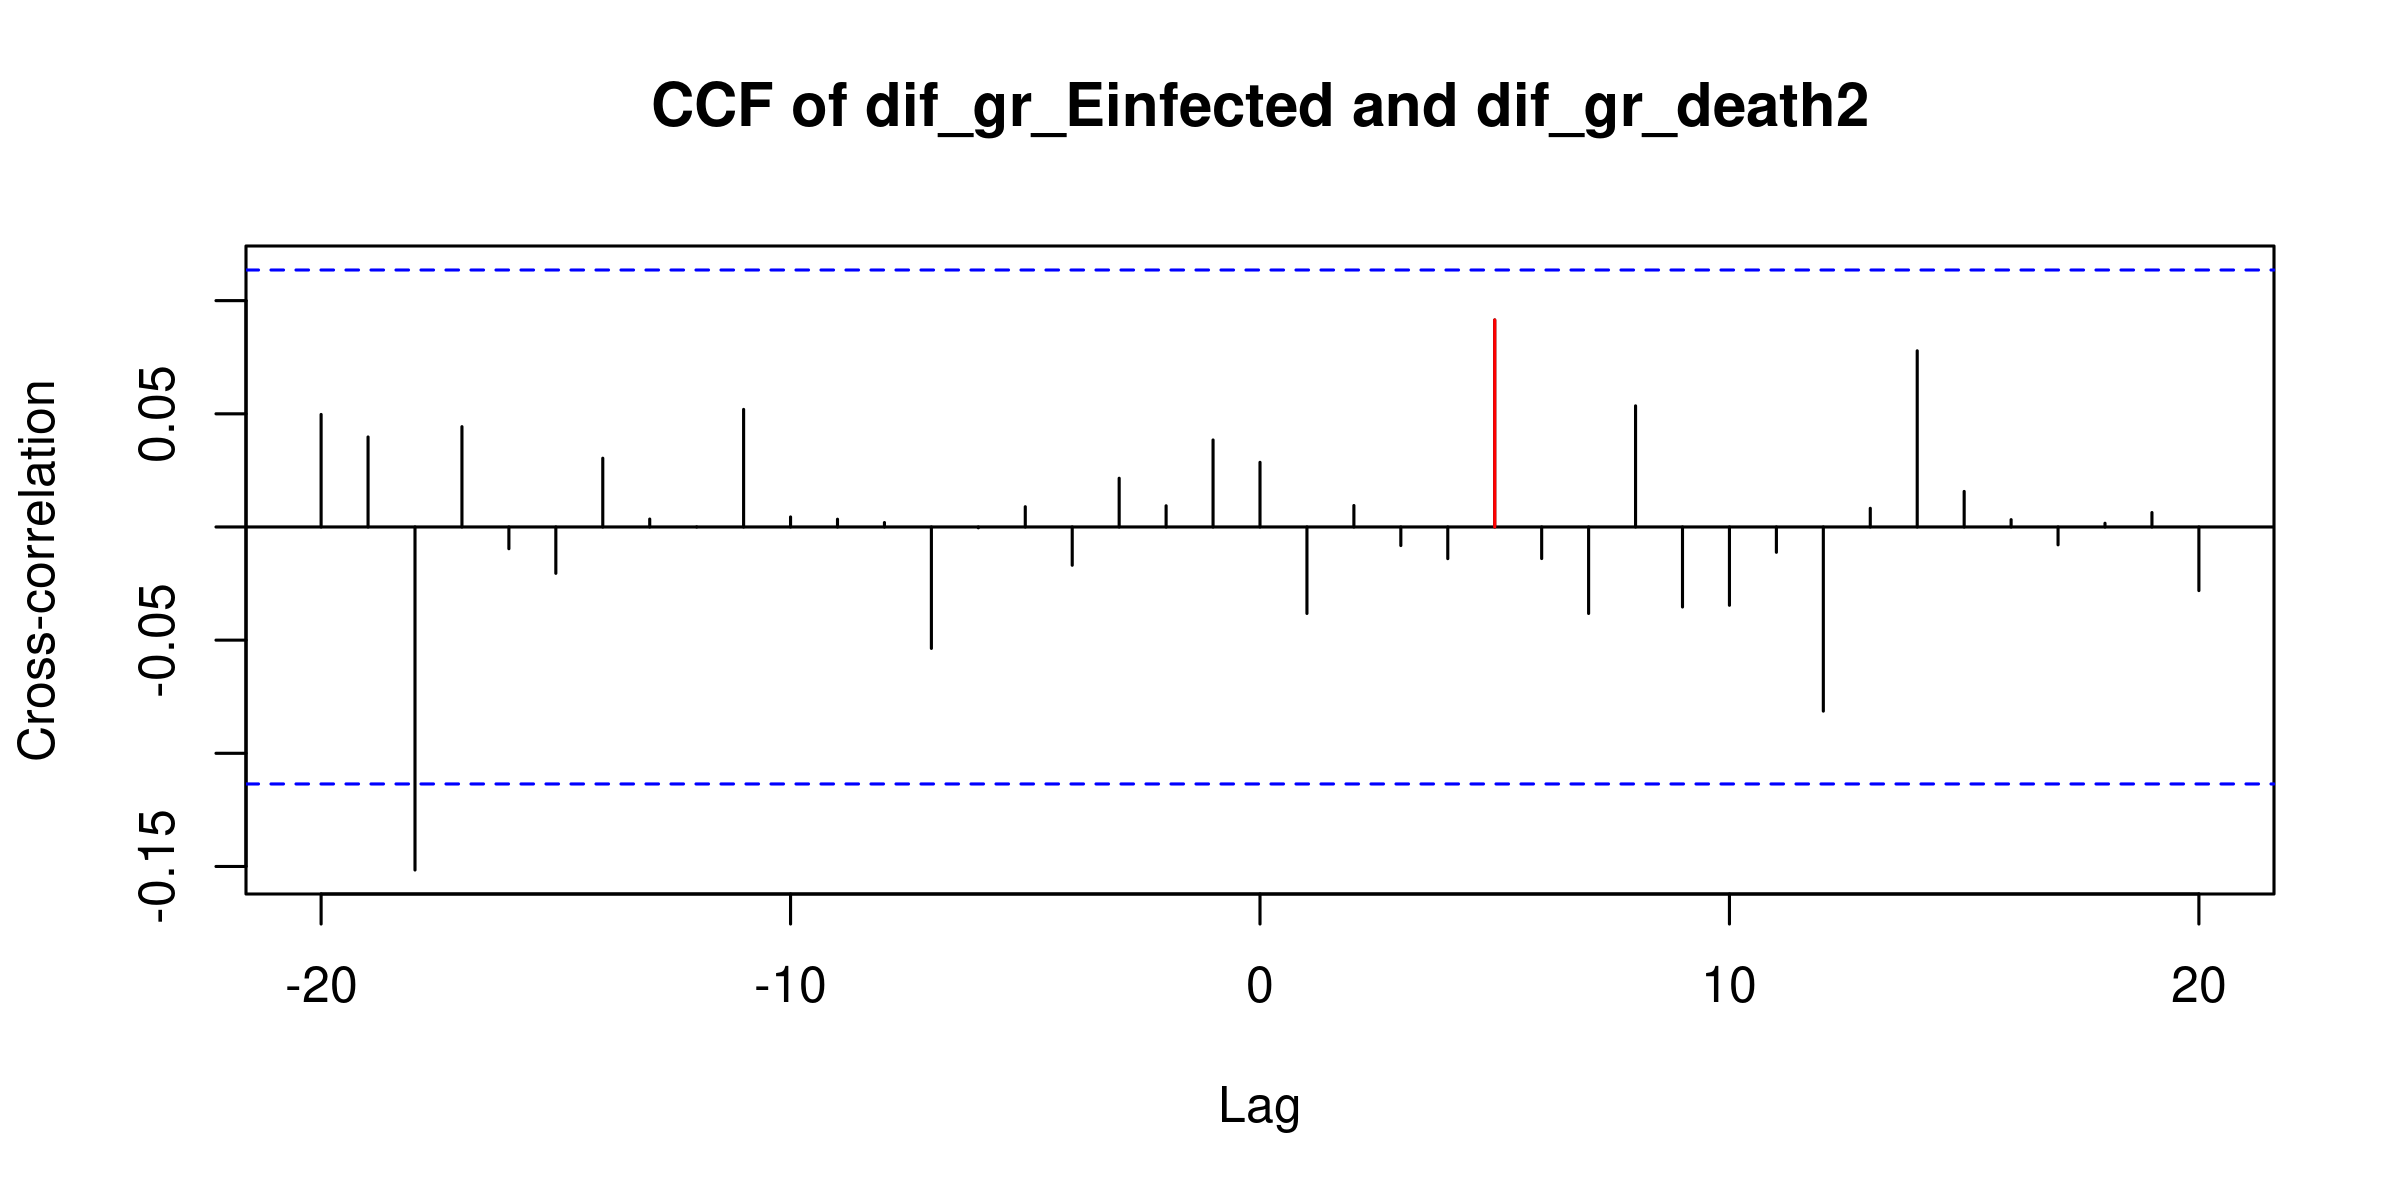 CCF of dif_gr_Einfected and dif_gr_death2
Cross-correlation
0.05
-0.05
-0.15
-20 -10 0 10 20
Lag